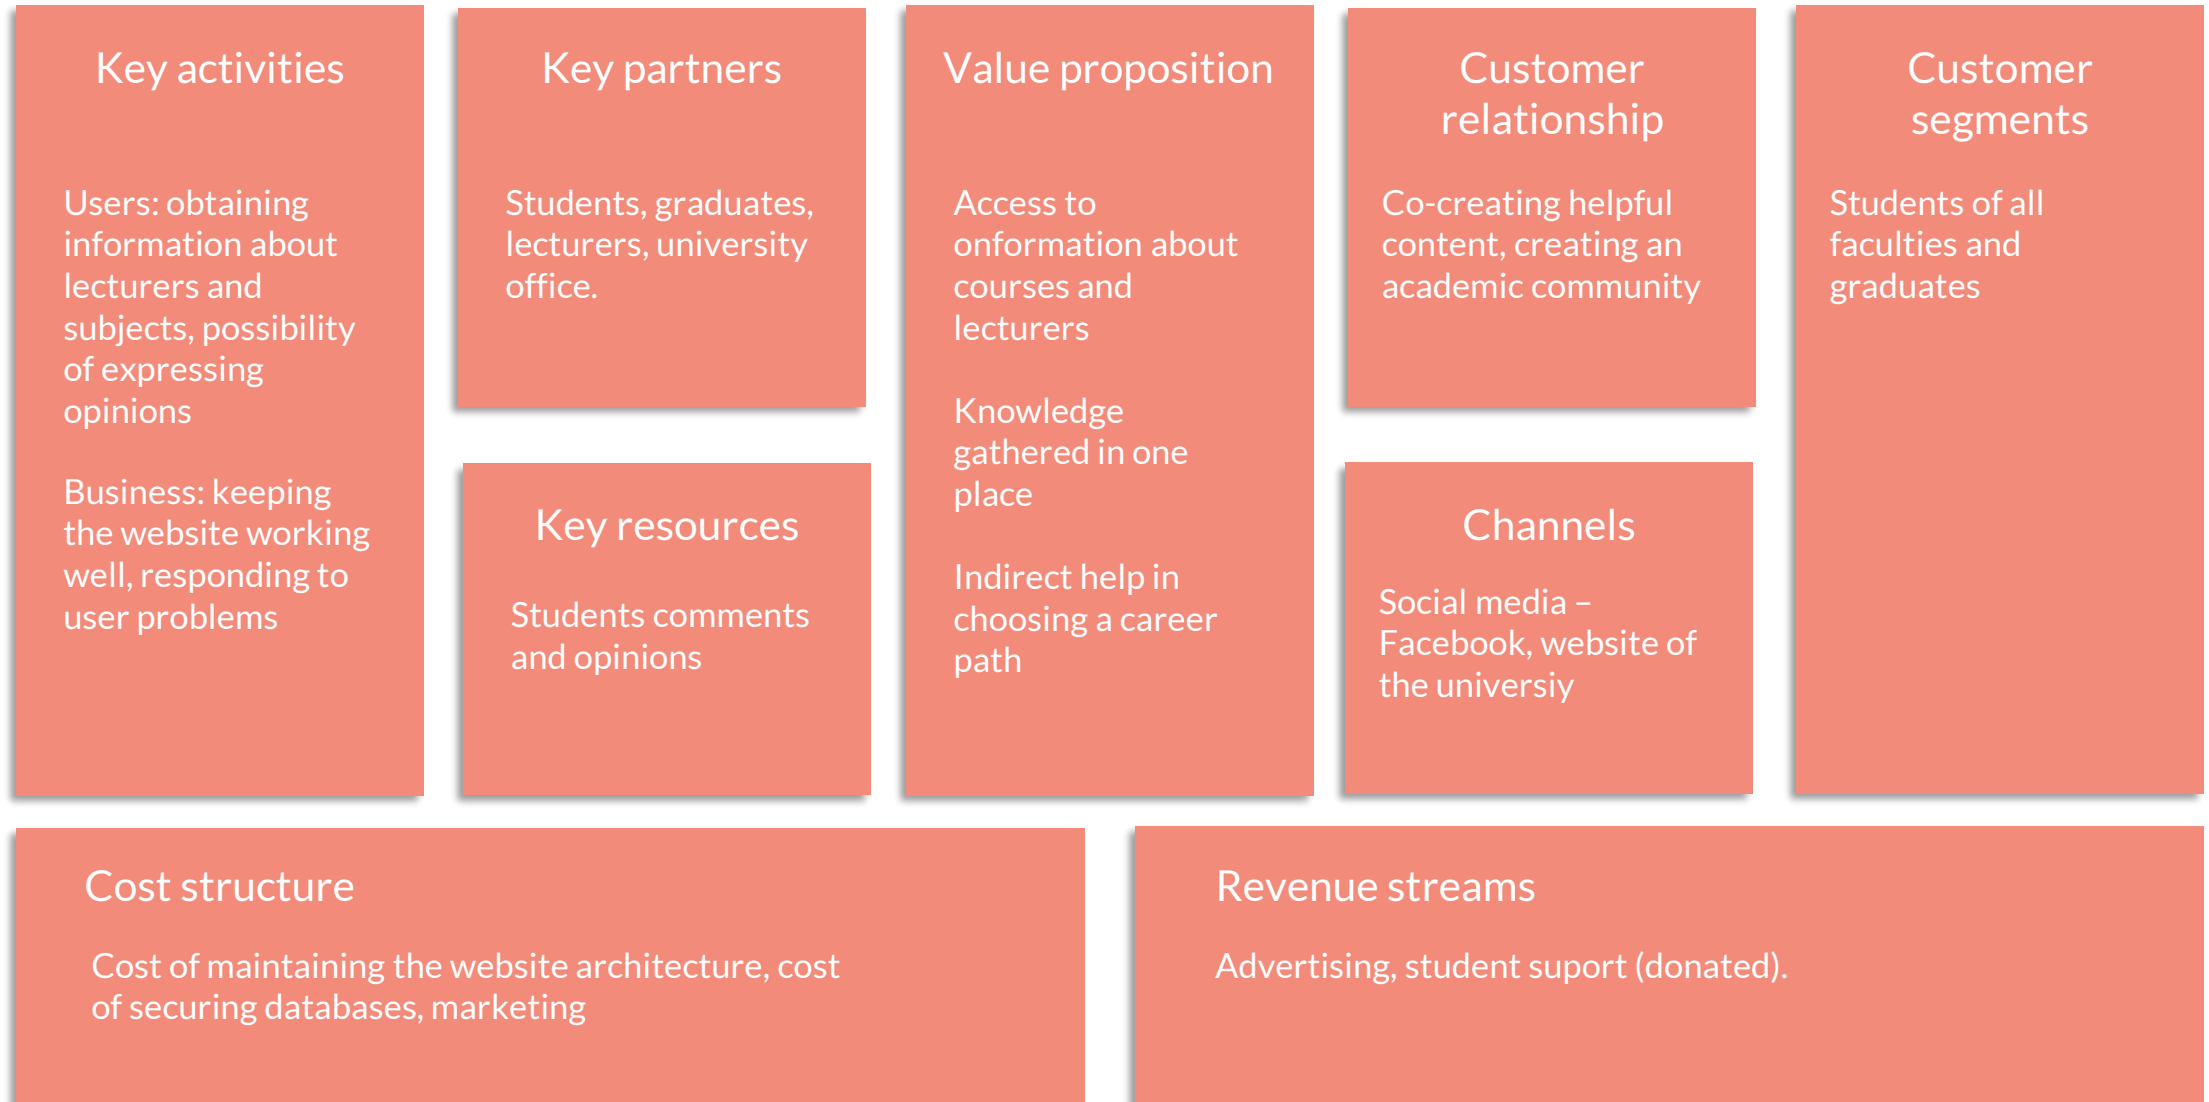 Key activities
Users: obtaining
information about
lecturers and
subjects, possibility
of expressing
opinions
Business: keeping
the website working
well, responding to
user problems
Key partners
Students, graduates,
lecturers, university
office.
Key resources
Students comments
and opinions
Value proposition
Access to
onformation about
courses and
lecturers
Knowledge
gathered in one
place
Indirect help in
choosing a career
path
Customer
relationship
Co-creating helpful
content, creating an
academic community
Channels
Social media –
Facebook, website of
the universiy
Customer
segments
Students of all
faculties and
graduates
Cost structure
Cost of maintaining the website architecture, cost
of securing databases, marketing
Revenue streams
Advertising, student suport (donated).